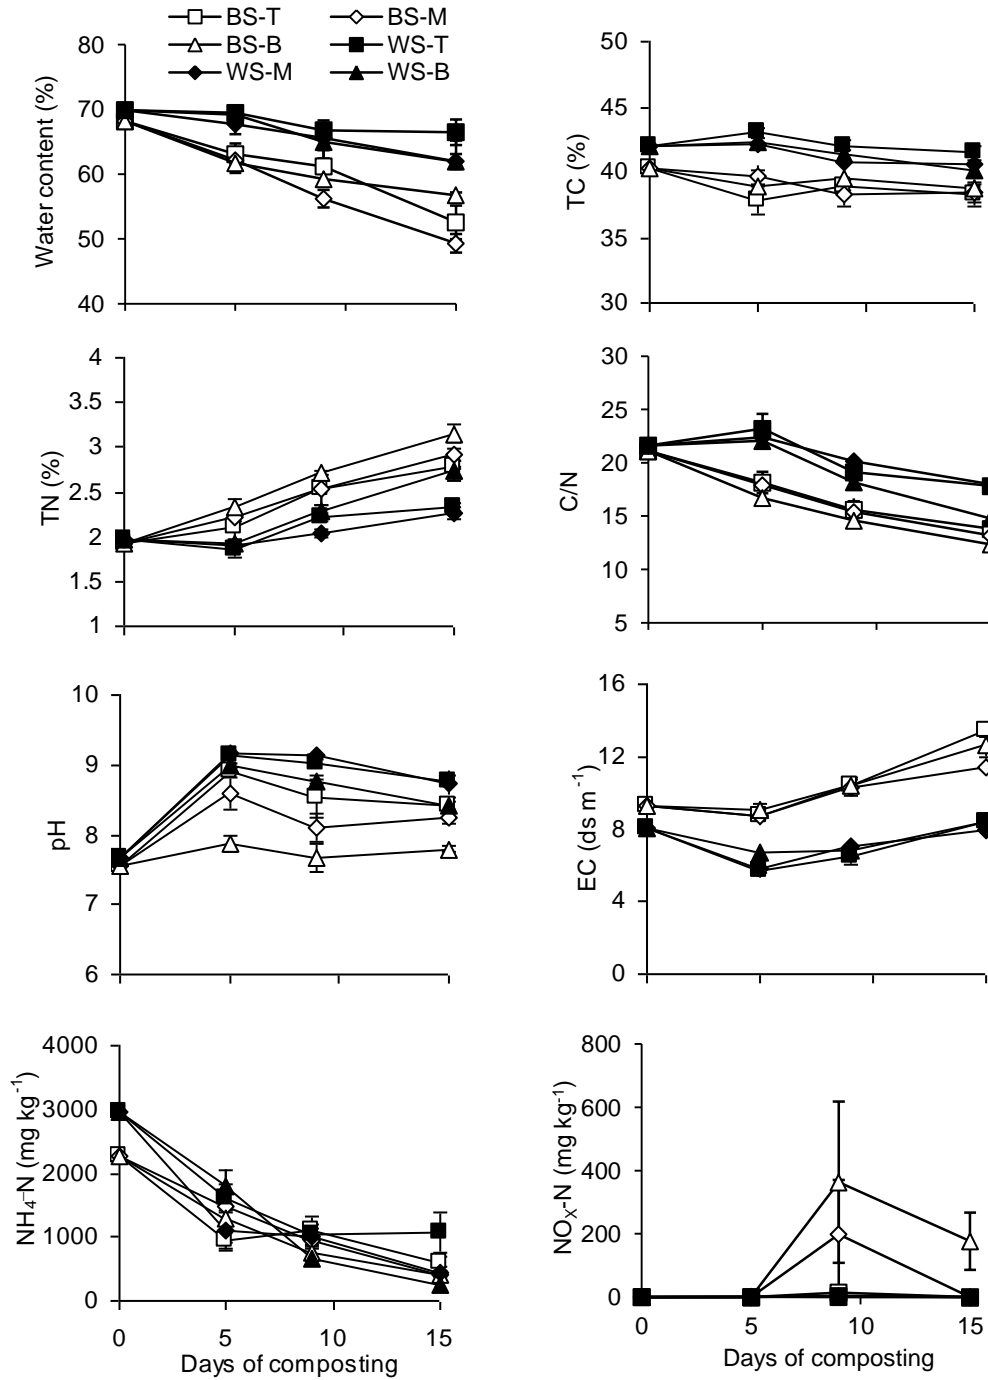 BS-T BS-M
BS-B WS-T
WS-M WS-B
Water content (%)
80
70
60
50
40
TC (%)
50
45
40
35
30
TN (%)
4
3.5
3
2.5
2
1.5
1
C/N
30
25
20
15
10
5
pH
10
9
8
7
6
EC (ds m⁻¹)
16
12
8
4
0
NH₄-N (mg kg⁻¹)
4000
3000
2000
1000
0
0 5 10 15
Days of composting
NOₓ-N (mg kg⁻¹)
800
600
400
200
0
0 5 10 15
Days of composting